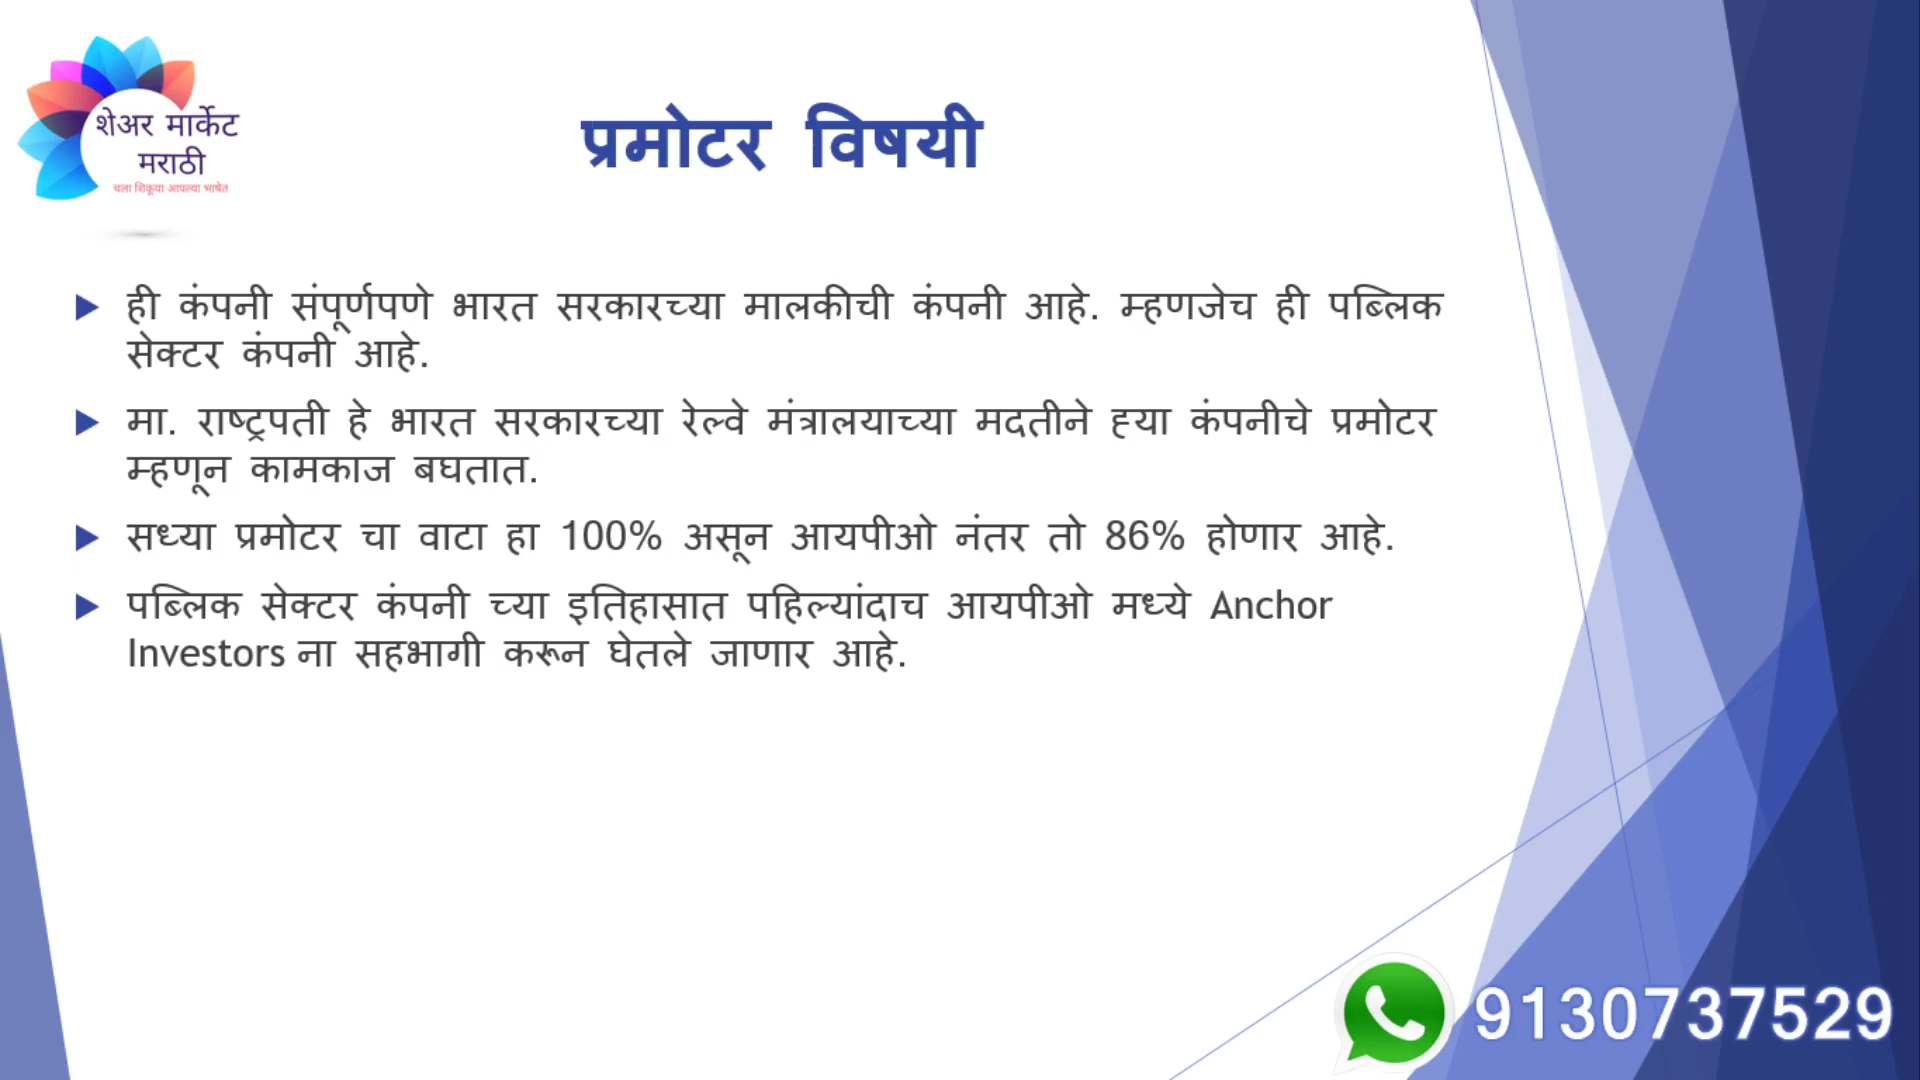 शेअर मार्केट
मराठी
चला शिकूया आपल्या भाषेत
प्रमोटर विषयी
ही कंपनी संपूर्णपणे भारत सरकारच्या मालकीची कंपनी आहे. म्हणजेच ही पब्लिक
सेक्टर कंपनी आहे.
मा. राष्ट्रपती हे भारत सरकारच्या रेल्वे मंत्रालयाच्या मदतीने ह्या कंपनीचे प्रमोटर
म्हणून कामकाज बघतात.
सध्या प्रमोटर चा वाटा हा 100% असून आयपीओ नंतर तो 86% होणार आहे.
पब्लिक सेक्टर कंपनी च्या इतिहासात पहिल्यांदाच आयपीओ मध्ये Anchor
Investors ना सहभागी करून घेतले जाणार आहे.
9130737529